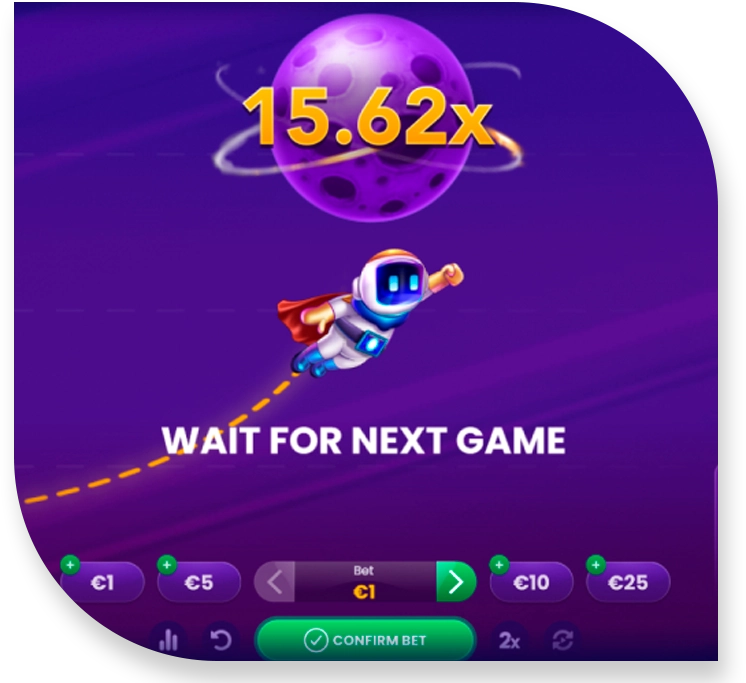 15.62x
WAIT FOR NEXT GAME
+ €1
+ €5
Bet
€1
+ €10
+ €25
CONFIRM BET
2x